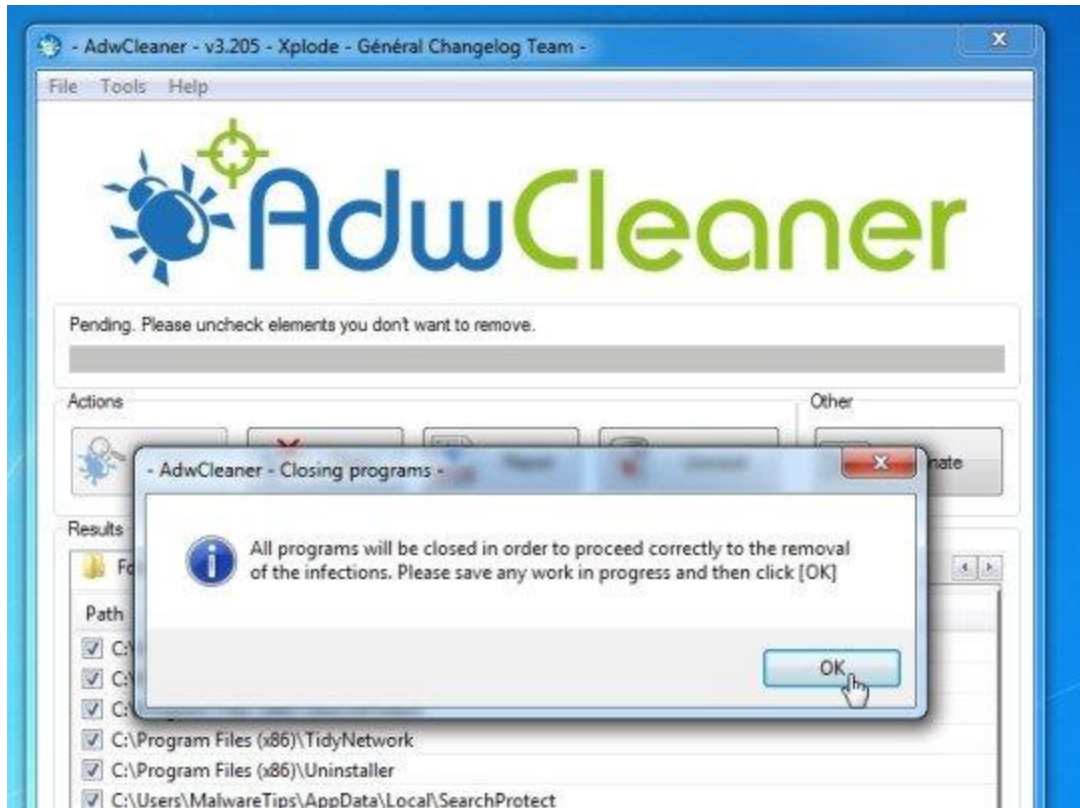 - AdwCleaner - v3.205 - Xplode - Général Changelog Team -
File Tools Help
AdwCleaner
Pending. Please uncheck elements you don't want to remove.
Actions
Other
- AdwCleaner - Closing programs -
Results
All programs will be closed in order to proceed correctly to the removal
of the infections. Please save any work in progress and then click [OK]
Path
OK
C:\Program Files (x86)\TidyNetwork
C:\Program Files (x86)\Uninstaller
C:\Users\MalwareTips\AppData\Local\SearchProtect